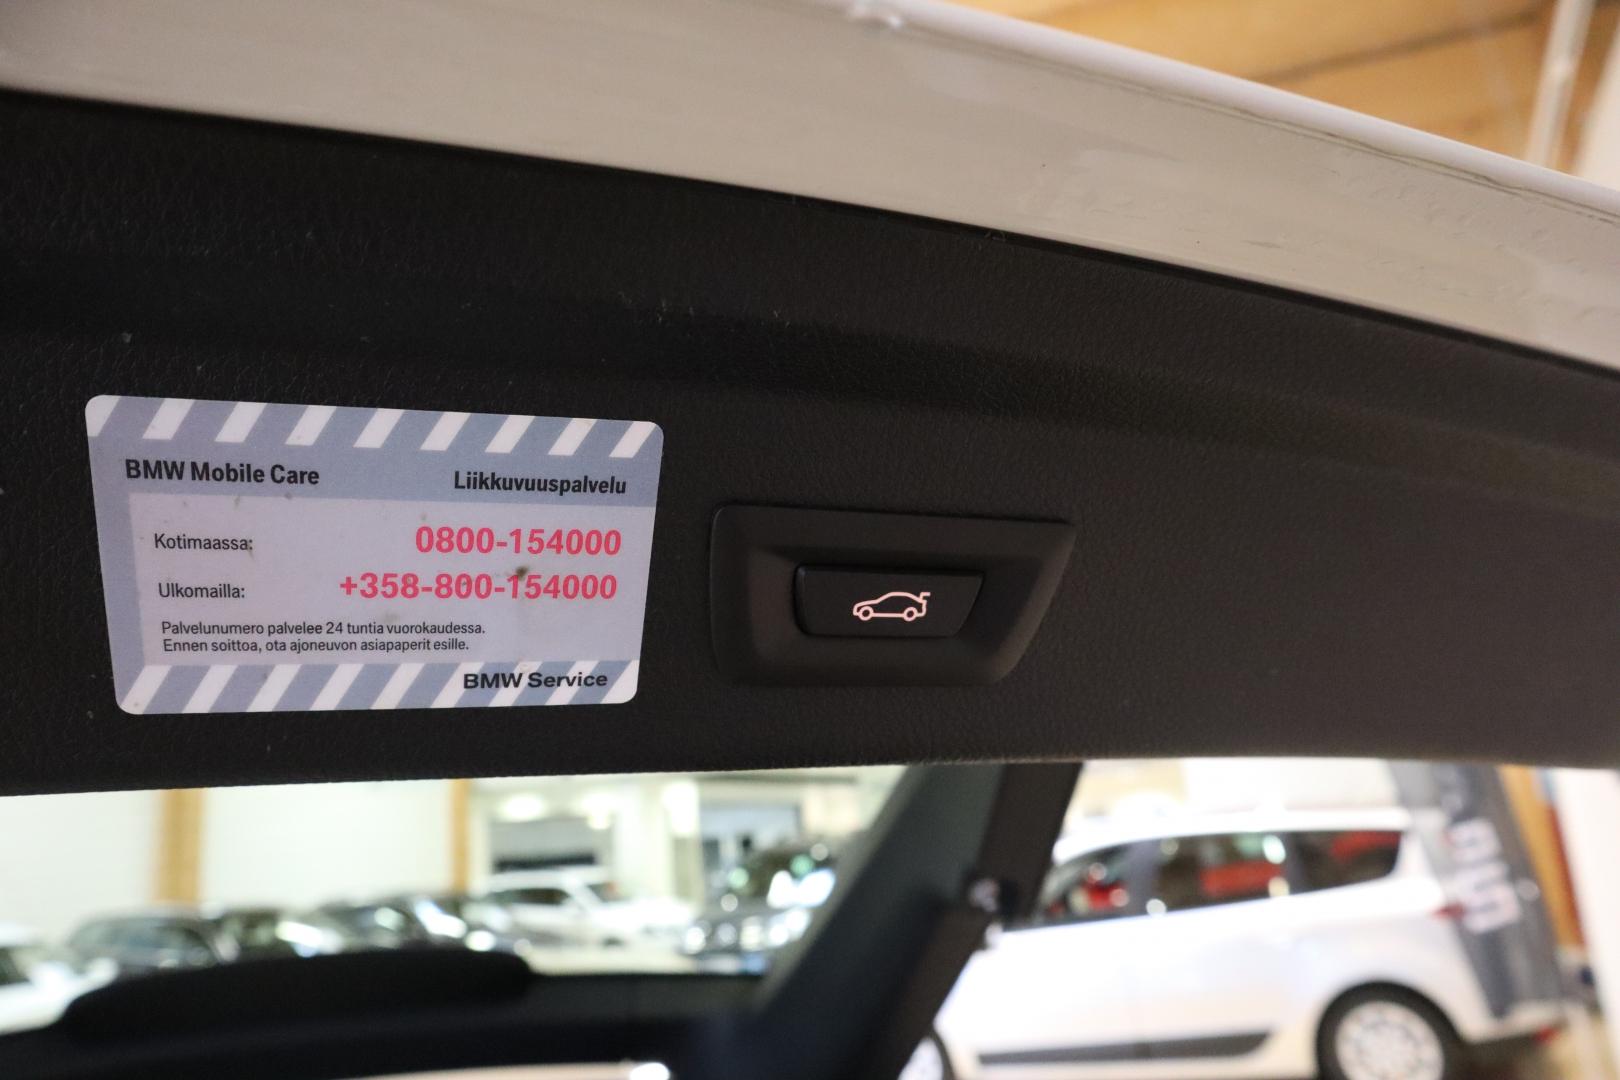 BMW Mobile Care Liikkuvuuspalvelu
Kotimaassa: 0800-154000
Ulkomailla: +358-800-154000
Palvelunumero palvelee 24 tuntia vuorokaudessa.
Ennen soittoa, ota ajoneuvon asiapaperit esille.
BMW Service